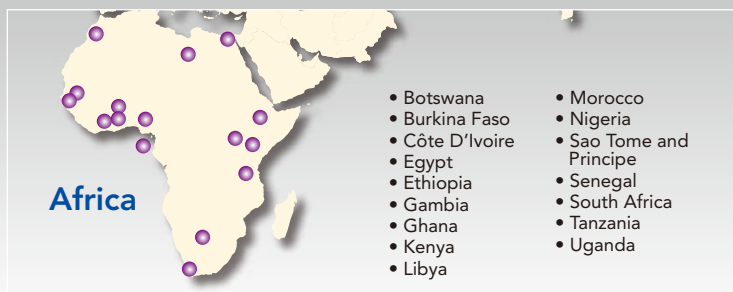 Africa
• Botswana
• Burkina Faso
• Côte D’Ivoire
• Egypt
• Ethiopia
• Gambia
• Ghana
• Kenya
• Libya
• Morocco
• Nigeria
• Sao Tome and
Principe
• Senegal
• South Africa
• Tanzania
• Uganda